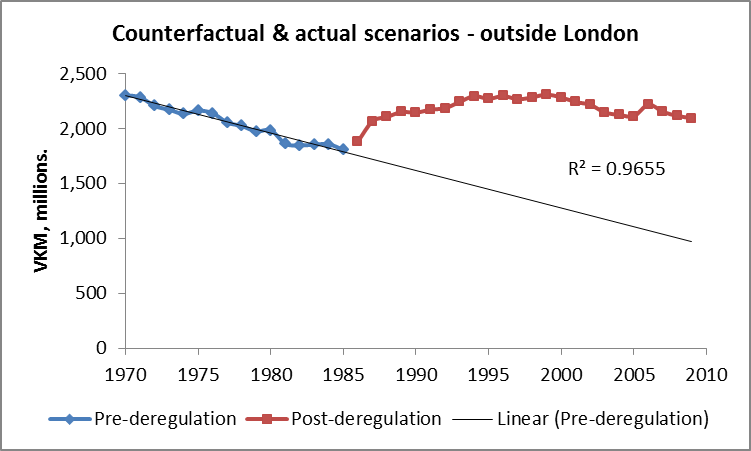 Counterfactual & actual scenarios - outside London
VKM, millions.
2,500
2,000
1,500
1,000
500
0
R² = 0.9655
1970 1975 1980 1985 1990 1995 2000 2005 2010
Pre-deregulation Post-deregulation Linear (Pre-deregulation)